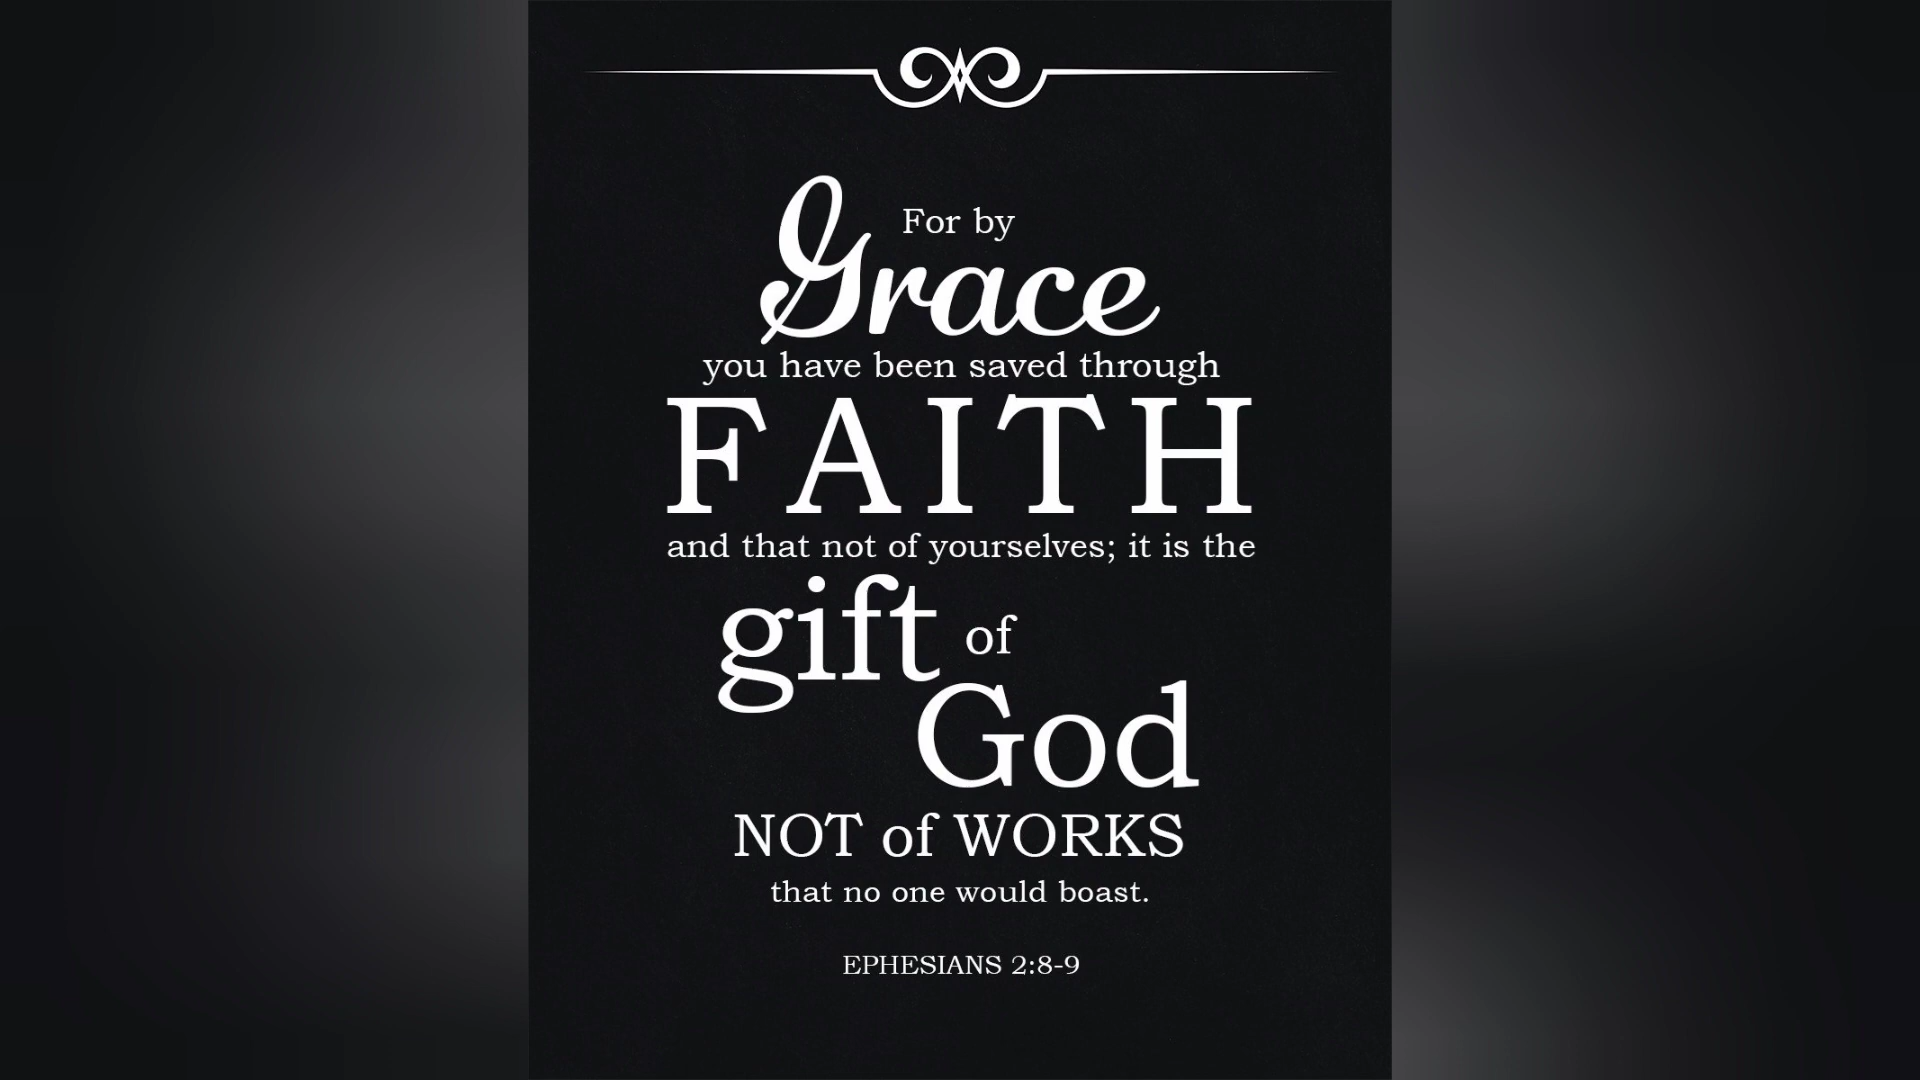 For by
Grace
you have been saved through
FAITH
and that not of yourselves; it is the
gift of
God
NOT of WORKS
that no one would boast.
EPHESIANS 2:8-9